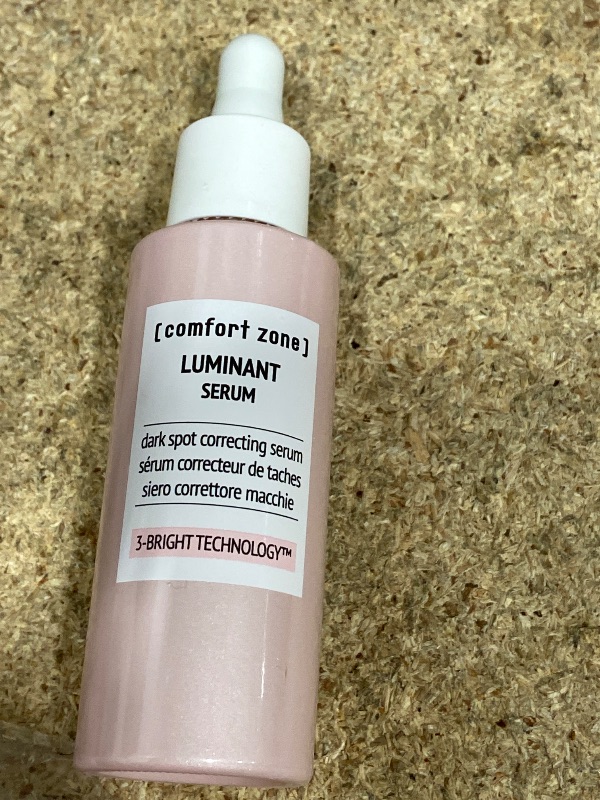 [comfort zone]
LUMINANT
SERUM
dark spot correcting serum
sérum correcteur de taches
siero correttore macchie
3-BRIGHT TECHNOLOGY™